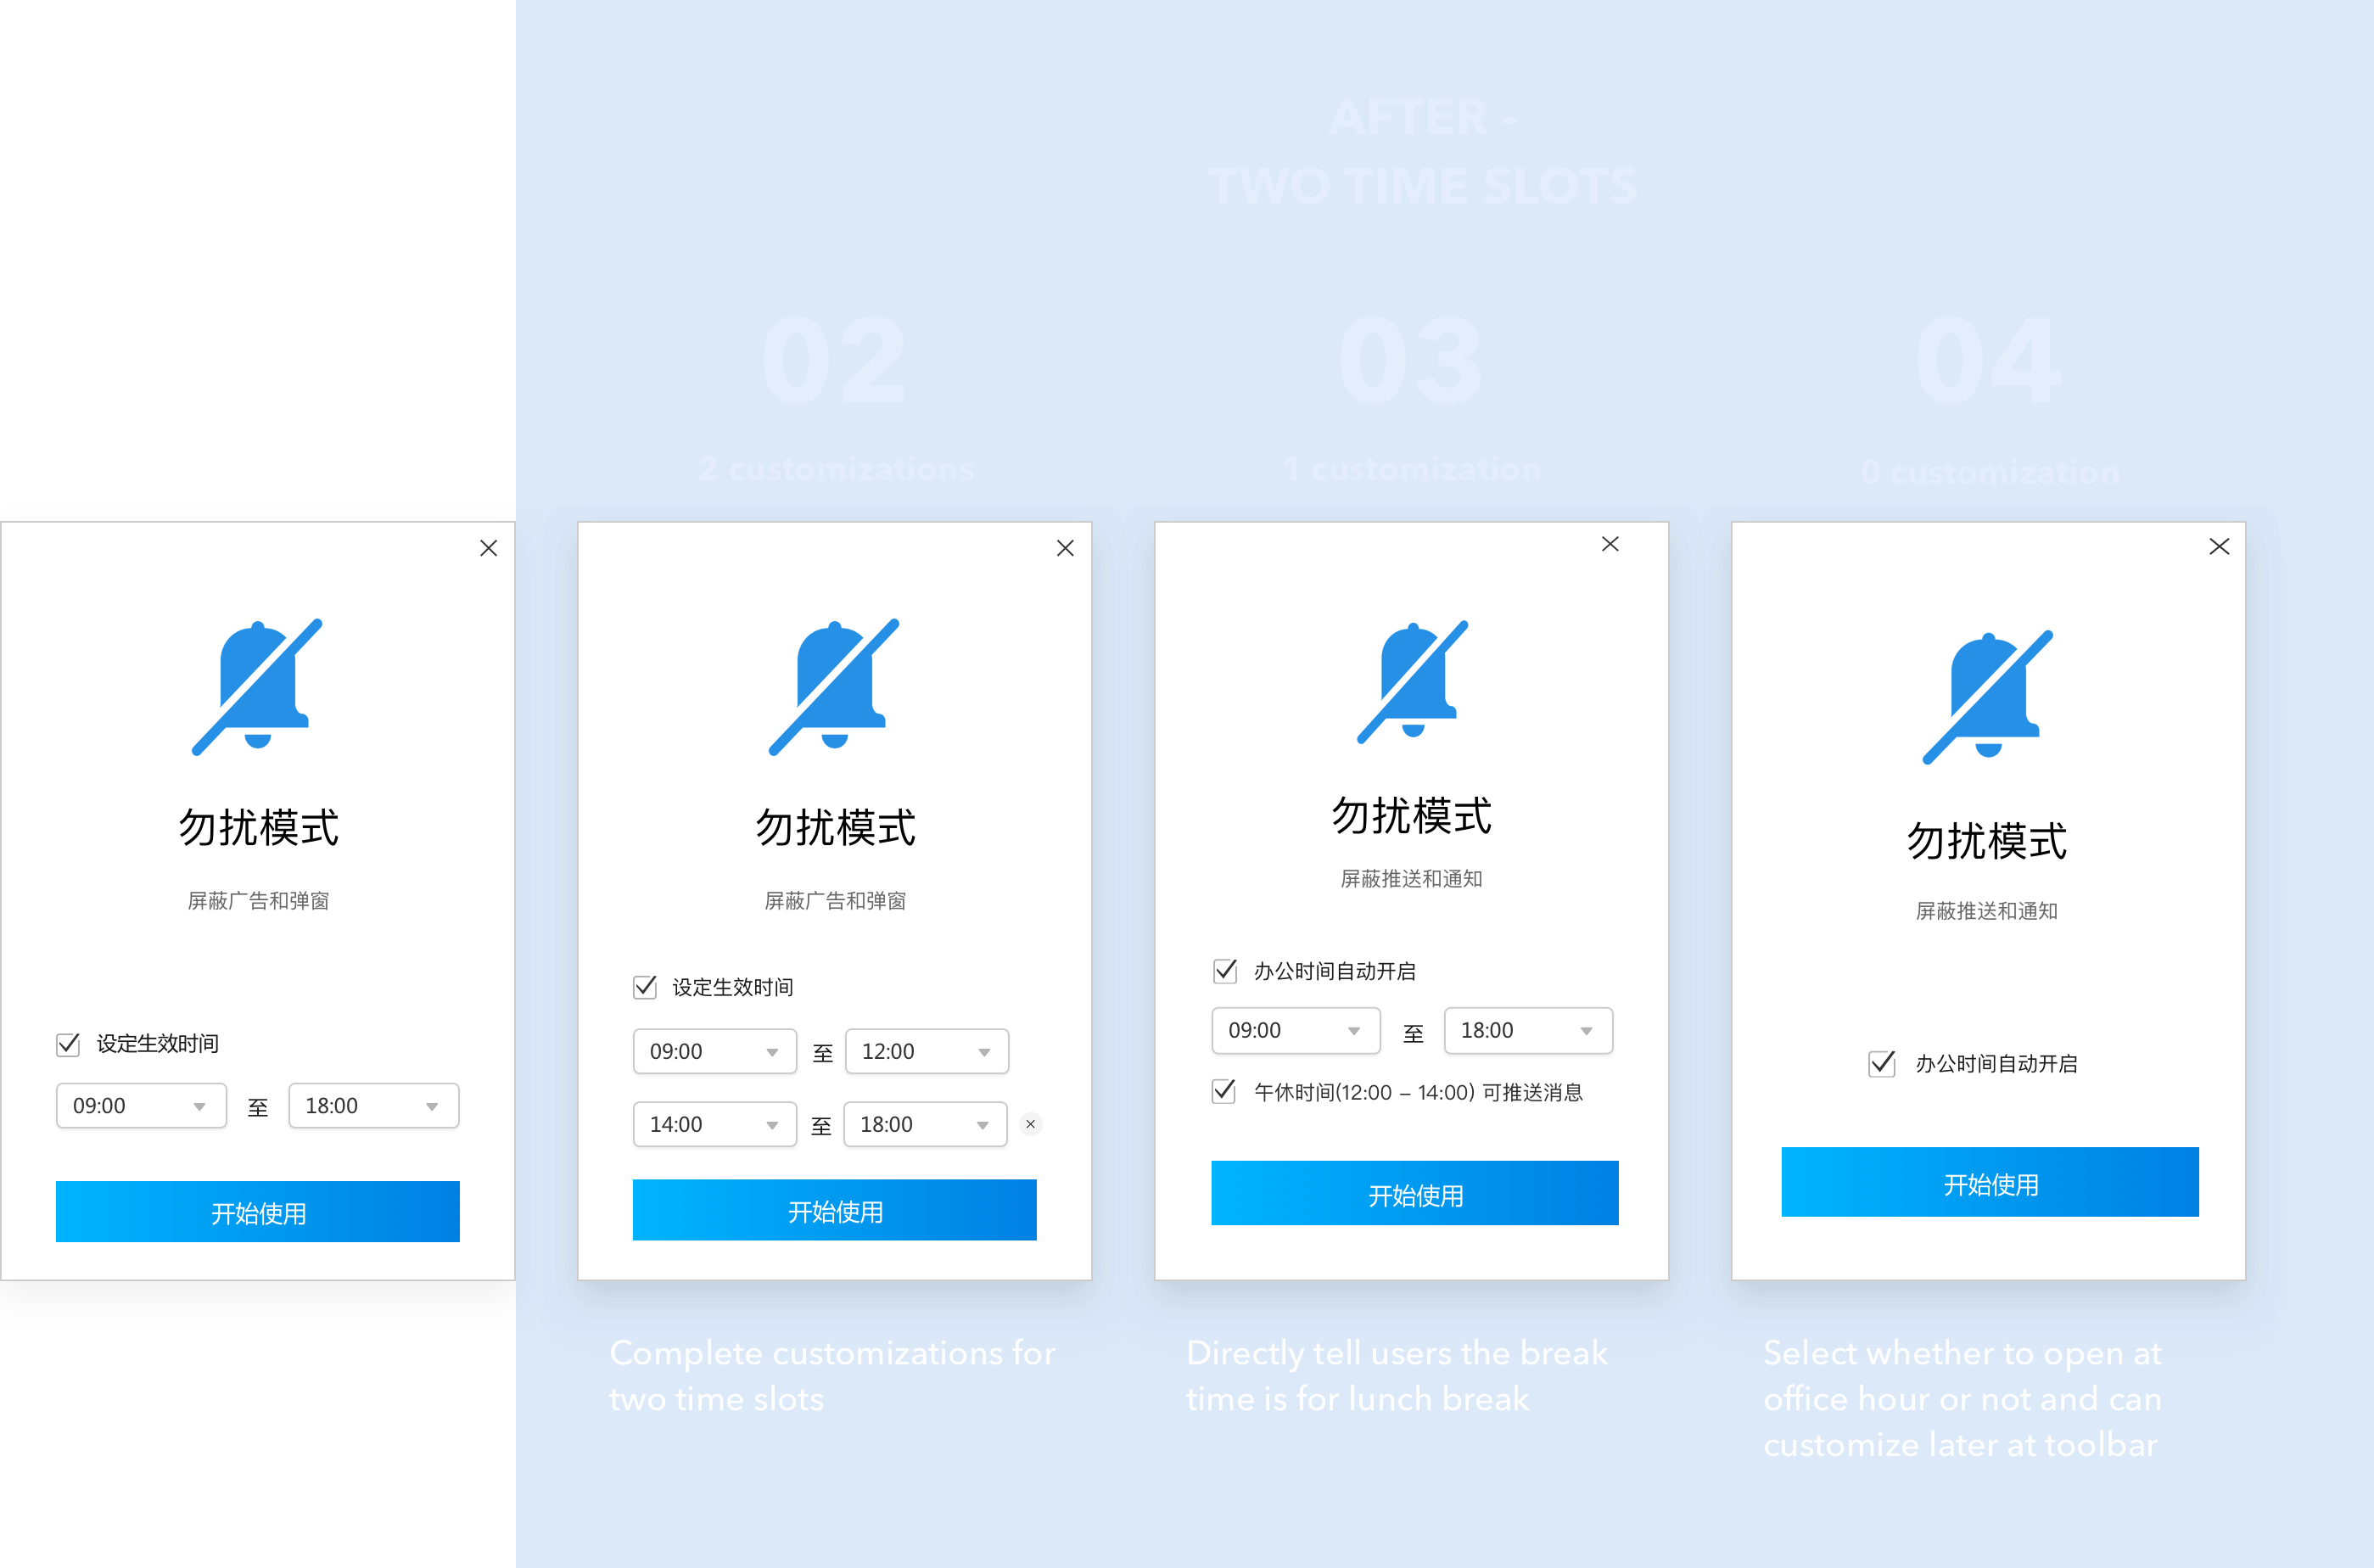 AFTER -
TWO TIME SLOTS
02
2 customizations
03
1 customization
04
0 customization
勿扰模式
屏蔽广告和弹窗
设定生效时间
09:00 至 18:00
开始使用
勿扰模式
屏蔽广告和弹窗
设定生效时间
09:00 至 12:00
14:00 至 18:00
开始使用
Complete customizations for
two time slots
勿扰模式
屏蔽推送和通知
办公时间自动开启
09:00 至 18:00
午休时间(12:00 – 14:00) 可推送消息
开始使用
Directly tell users the break
time is for lunch break
勿扰模式
屏蔽推送和通知
办公时间自动开启
开始使用
Select whether to open at
office hour or not and can
customize later at toolbar